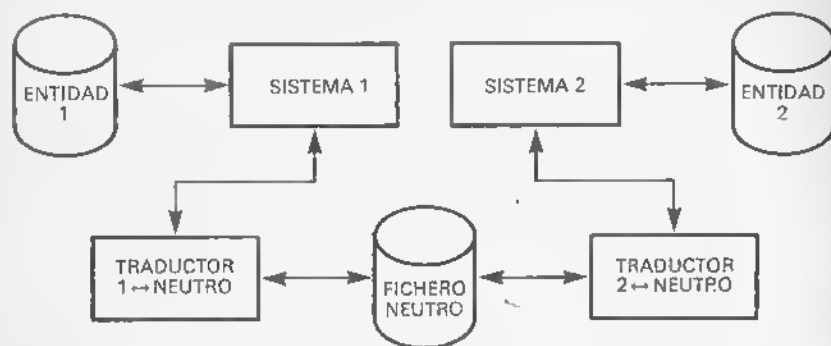 ENTIDAD
1
SISTEMA 1
SISTEMA 2
ENTIDAD
2
TRADUCTOR
1↔NEUTRO
FICHERO
NEUTRO
TRADUCTOR
2↔NEUTRO